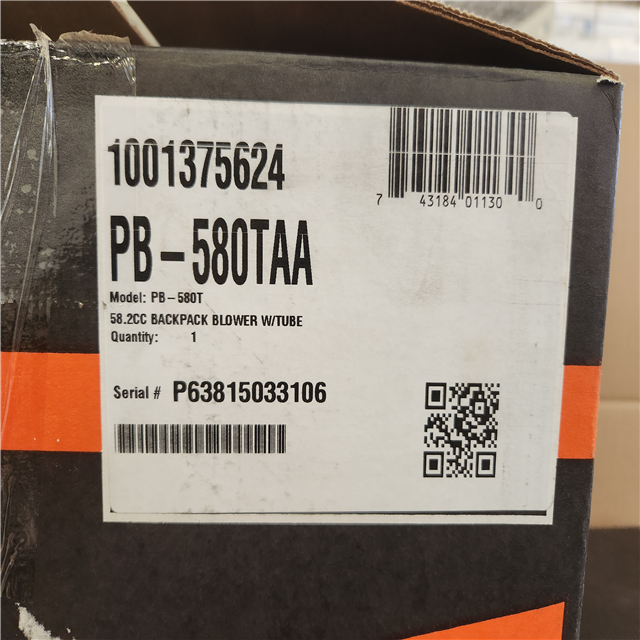 1001375624
7 43184 01130 0
PB-580TAA
Model: PB-580T
58.2CC BACKPACK BLOWER W/TUBE
Quantity: 1
Serial # P63815033106